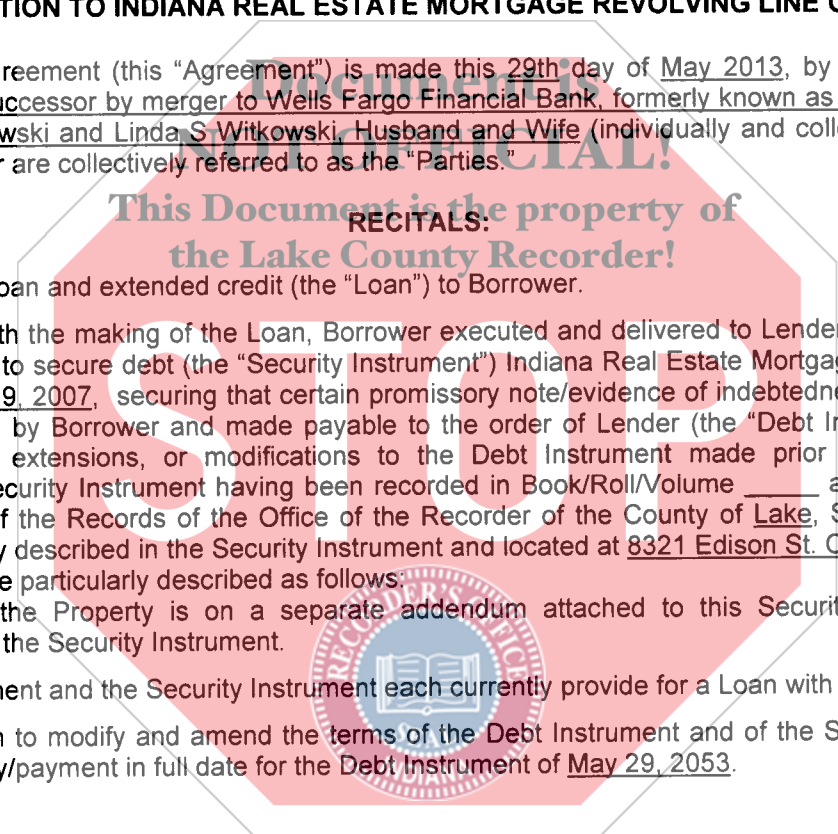 TION TO INDIANA REAL ESTATE MORTGAGE REVOLVING LINE
reement (this “Agreement”) is made this 29th day of May 2013, by
uccessor by merger to Wells Fargo Financial Bank, formerly known as
wski and Linda S Witkowski, Husband and Wife (individually and coll
r are collectively referred to as the “Parties.”
Document is
NOT OFFICIAL!
This Document is the property of
the Lake County Recorder!
RECITALS:
oan and extended credit (the “Loan”) to Borrower.
th the making of the Loan, Borrower executed and delivered to Lender
to secure debt (the “Security Instrument”) Indiana Real Estate Mortga
9, 2007, securing that certain promissory note/evidence of indebtedne
by Borrower and made payable to the order of Lender (the “Debt In
extensions, or modifications to the Debt Instrument made prior
ecurity Instrument having been recorded in Book/Roll/Volume _____ a
f the Records of the Office of the Recorder of the County of Lake, S
y described in the Security Instrument and located at 8321 Edison St. C
e particularly described as follows:
the Property is on a separate addendum attached to this Securit
the Security Instrument.
ment and the Security Instrument each currently provide for a Loan with
n to modify and amend the terms of the Debt Instrument and of the S
y/payment in full date for the Debt Instrument of May 29, 2053.
STOP
RECORDER'S OFFICE
SEAL
INDIANA